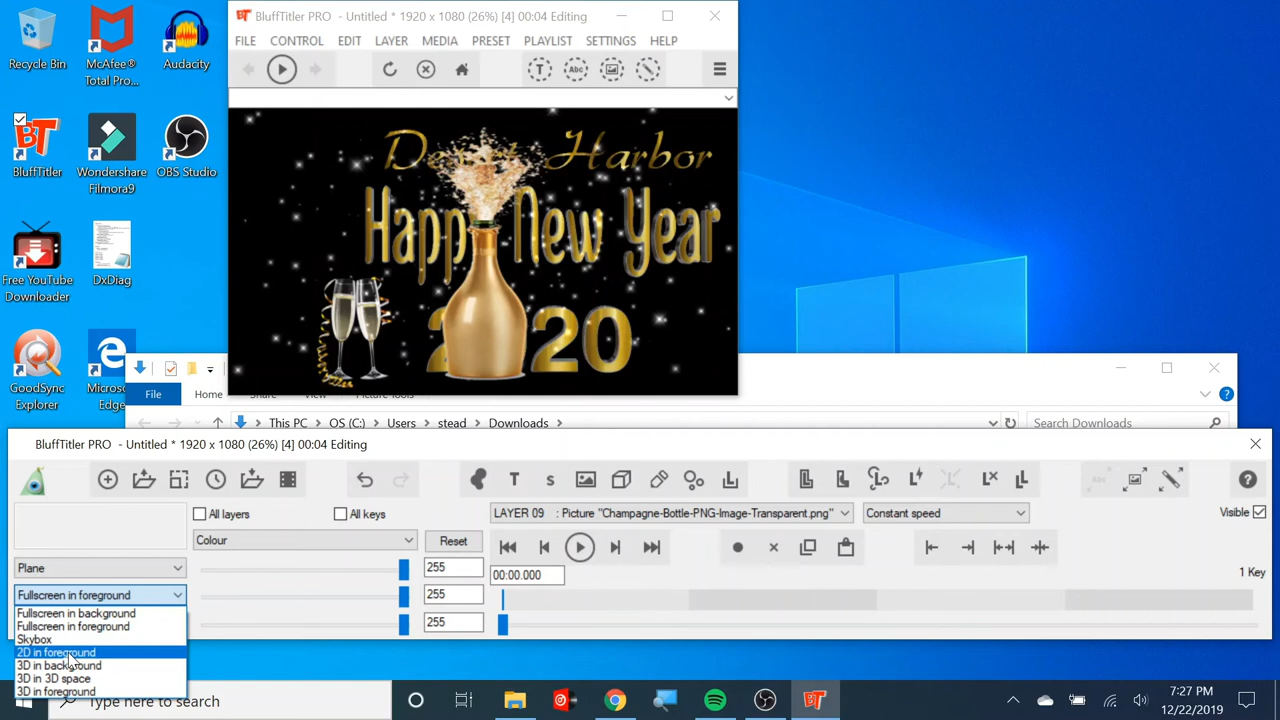 Recycle Bin
McAfee®
Total Pro...
Audacity
BluffTitler
Wondershare
Filmora9
OBS Studio
Free YouTube
Downloader
DxDiag
GoodSync
Explorer
Edge
BluffTitler PRO - Untitled * 1920 x 1080 (26%) [4] 00:04 Editing
FILE CONTROL EDIT LAYER MEDIA PRESET PLAYLIST SETTINGS HELP
Harbor
Happy New Year
File Home
This PC > OS (C:) > Users > stead > Downloads >
Search Downloads
BluffTitler PRO - Untitled * 1920 x 1080 (26%) [4] 00:04 Editing
All layers
All keys
LAYER 09 : Picture "Champagne-Bottle-PNG-Image-Transparent.png"
Constant speed
Visible
Colour
Reset
Plane
255
00:00.000
1 Key
Fullscreen in foreground
255
Fullscreen in background
Fullscreen in foreground
255
Skybox
2D in foreground
3D in background
3D in 3D space
3D in foreground
Type here to search
7:27 PM
12/22/2019